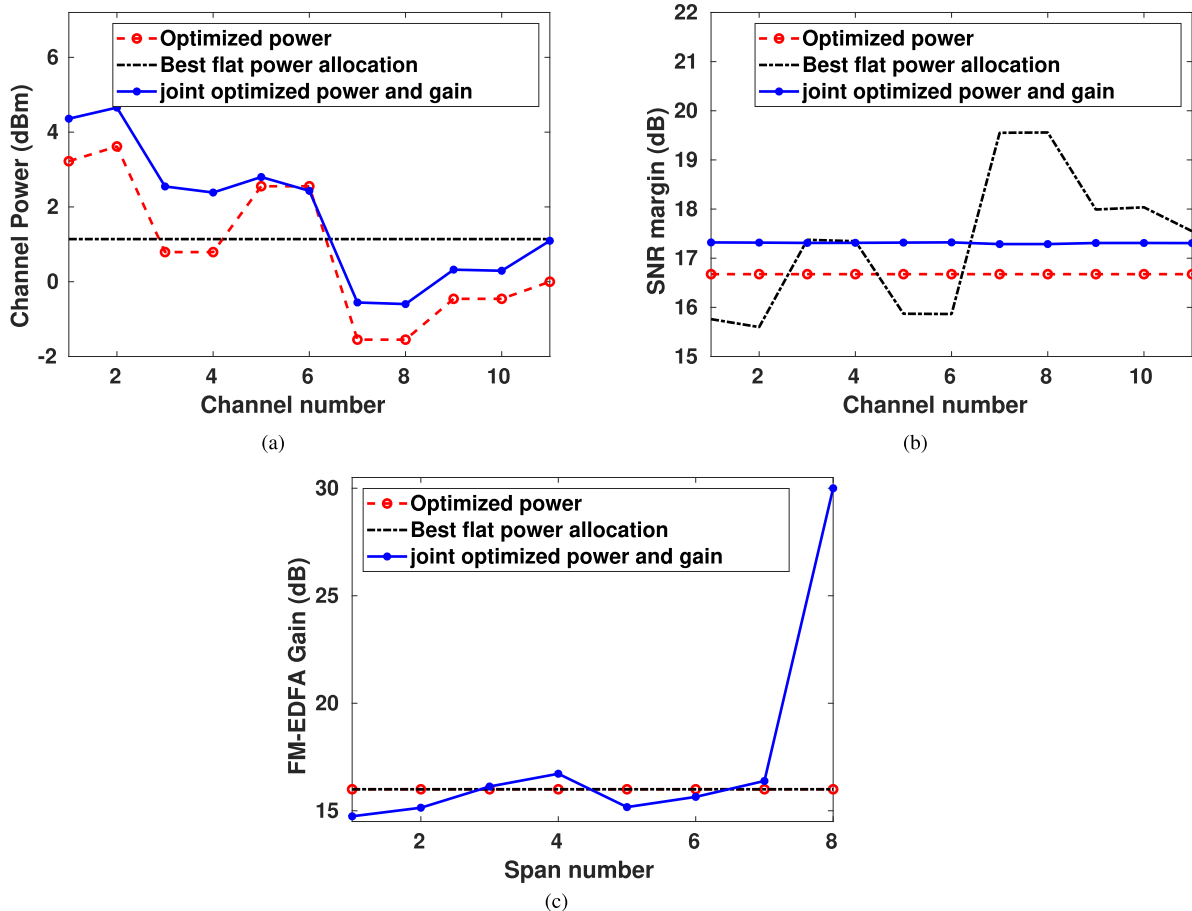 Optimized power
Best flat power allocation
joint optimized power and gain
Channel Power (dBm)
6
4
2
0
-2
2
4
6
8
10
Channel number
(a)
Optimized power
Best flat power allocation
joint optimized power and gain
SNR margin (dB)
22
21
20
19
18
17
16
15
2
4
6
8
10
Channel number
(b)
Optimized power
Best flat power allocation
joint optimized power and gain
FM-EDFA Gain (dB)
30
25
20
15
2
4
6
8
Span number
(c)